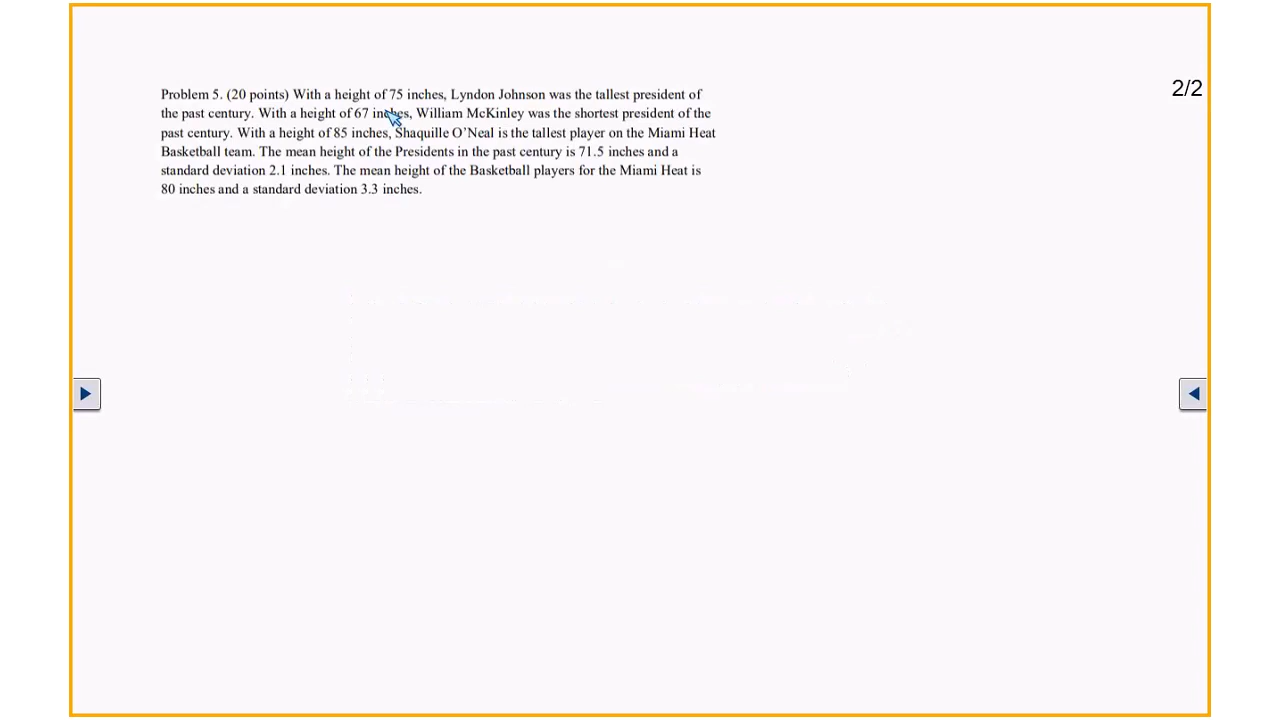 2/2
Problem 5. (20 points) With a height of 75 inches, Lyndon Johnson was the tallest president of
the past century. With a height of 67 inches, William McKinley was the shortest president of the
past century. With a height of 85 inches, Shaquille O’Neal is the tallest player on the Miami Heat
Basketball team. The mean height of the Presidents in the past century is 71.5 inches and a
standard deviation 2.1 inches. The mean height of the Basketball players for the Miami Heat is
80 inches and a standard deviation 3.3 inches.